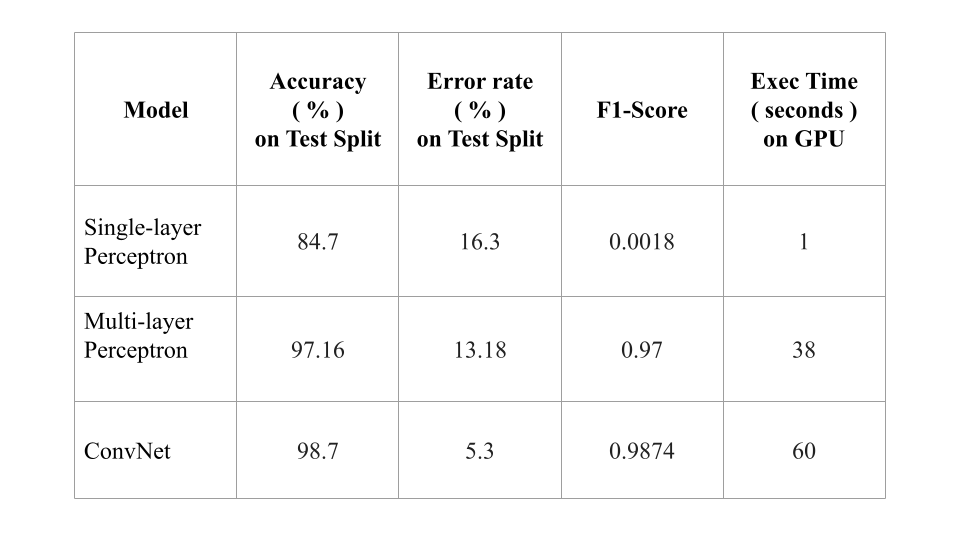 Model
Accuracy
( % )
on Test Split
Error rate
( % )
on Test Split
F1-Score
Exec Time
( seconds )
on GPU
Single-layer
Perceptron
84.7
16.3
0.0018
1
Multi-layer
Perceptron
97.16
13.18
0.97
38
ConvNet
98.7
5.3
0.9874
60